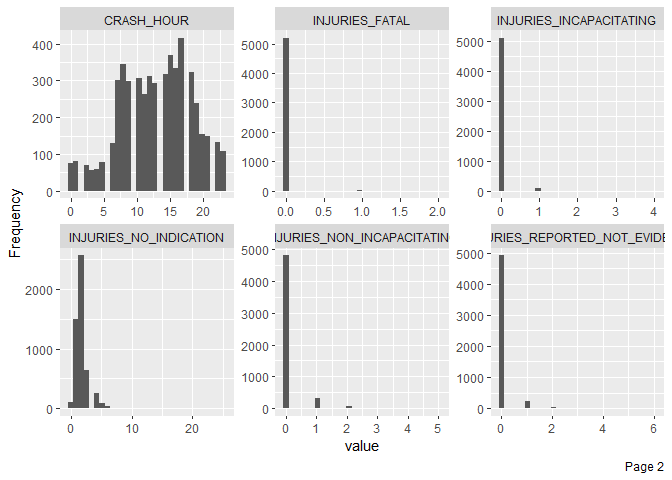 CRASH_HOUR
INJURIES_FATAL
INJURIES_INCAPACITATING
400
300
200
100
0
0 5 10 15 20
5000
4000
3000
2000
1000
0
0.0 0.5 1.0 1.5 2.0
5000
4000
3000
2000
1000
0
0 1 2 3 4
Frequency
INJURIES_NO_INDICATION
NJURIES_NON_INCAPACITATIN
URIES_REPORTED_NOT_EVIDE
2000
1000
0
0 10 20
5000
4000
3000
2000
1000
0
0 1 2 3 4 5
5000
4000
3000
2000
1000
0
0 2 4 6
value
Page 2